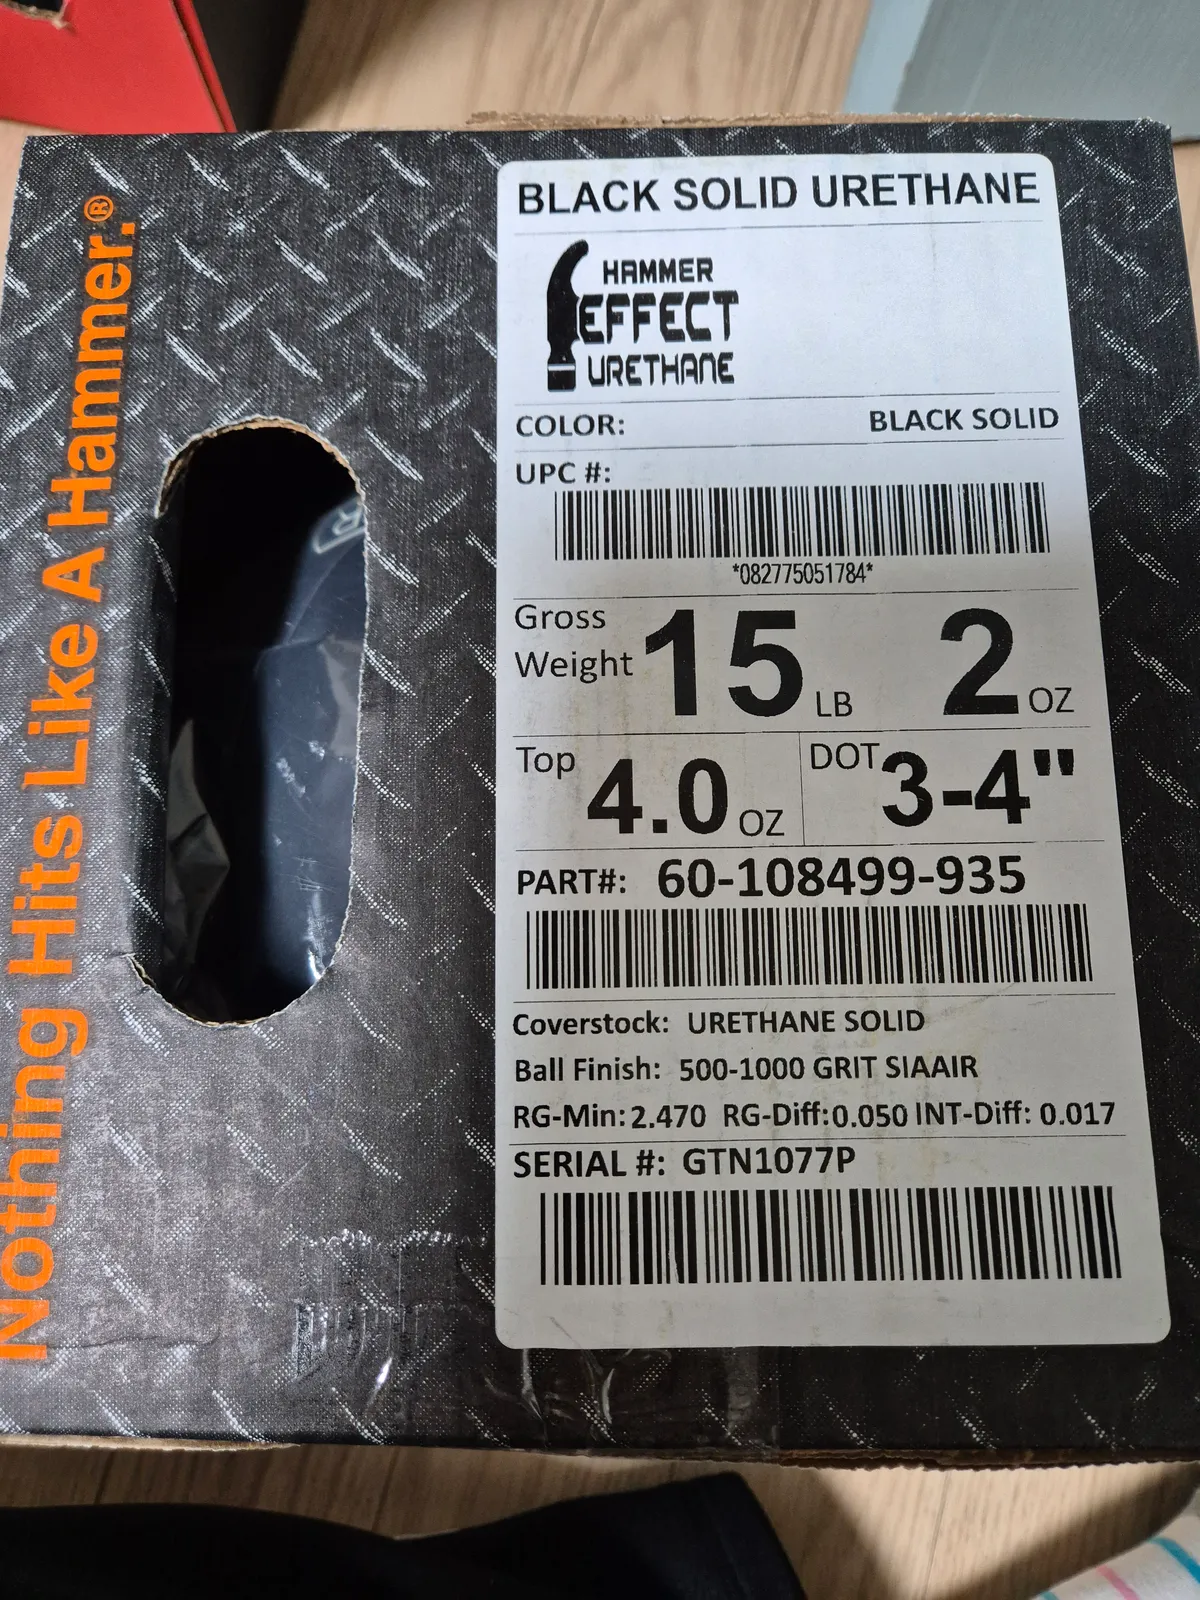 Nothing Hits Like A Hammer.®
BLACK SOLID URETHANE
HAMMER
EFFECT
URETHANE
COLOR: BLACK SOLID
UPC #:
*082775051784*
Gross Weight 15 LB 2 OZ
Top 4.0 OZ DOT 3-4"
PART#: 60-108499-935
Coverstock: URETHANE SOLID
Ball Finish: 500-1000 GRIT SIAAIR
RG-Min: 2.470 RG-Diff: 0.050 INT-Diff: 0.017
SERIAL #: GTN1077P